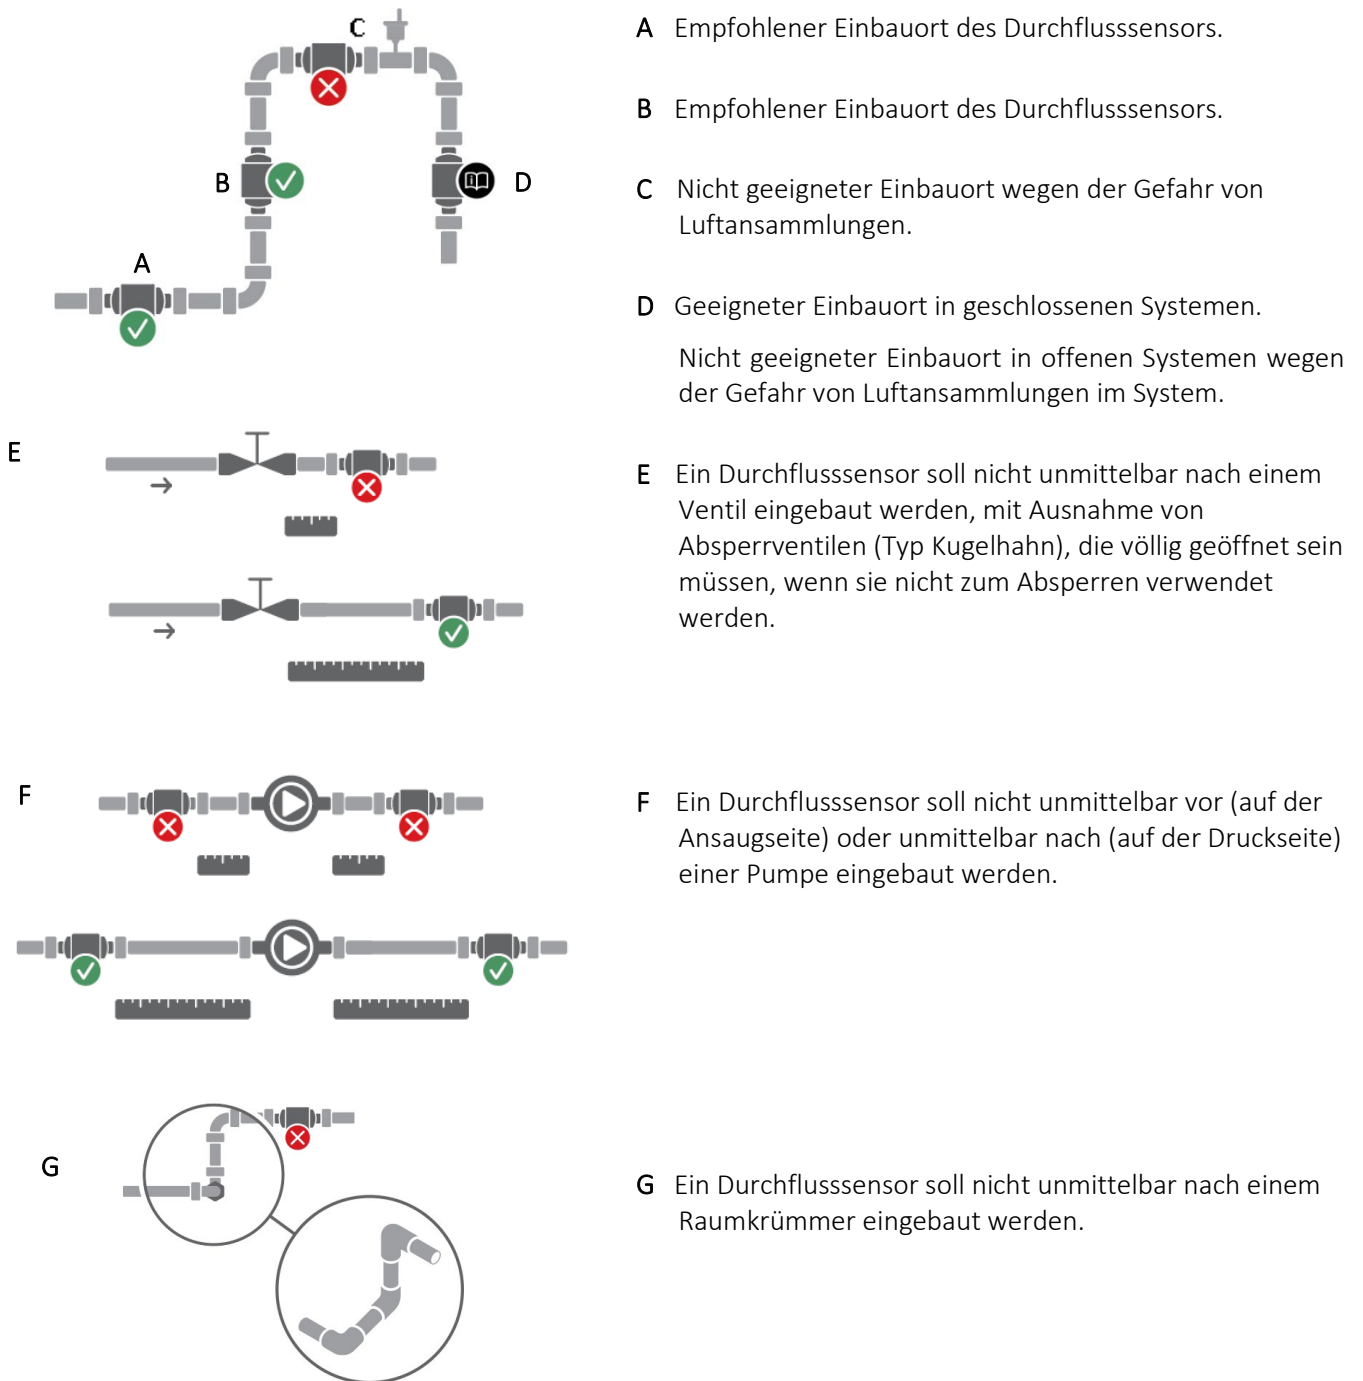 C
B
D
A
E
F
G
A Empfohlener Einbauort des Durchflusssensors.
B Empfohlener Einbauort des Durchflusssensors.
C Nicht geeigneter Einbauort wegen der Gefahr von
Luftansammlungen.
D Geeigneter Einbauort in geschlossenen Systemen.
Nicht geeigneter Einbauort in offenen Systemen wegen
der Gefahr von Luftansammlungen im System.
E Ein Durchflusssensor soll nicht unmittelbar nach einem
Ventil eingebaut werden, mit Ausnahme von
Absperrventilen (Typ Kugelhahn), die völlig geöffnet sein
müssen, wenn sie nicht zum Absperren verwendet
werden.
F Ein Durchflusssensor soll nicht unmittelbar vor (auf der
Ansaugseite) oder unmittelbar nach (auf der Druckseite)
einer Pumpe eingebaut werden.
G Ein Durchflusssensor soll nicht unmittelbar nach einem
Raumkrümmer eingebaut werden.